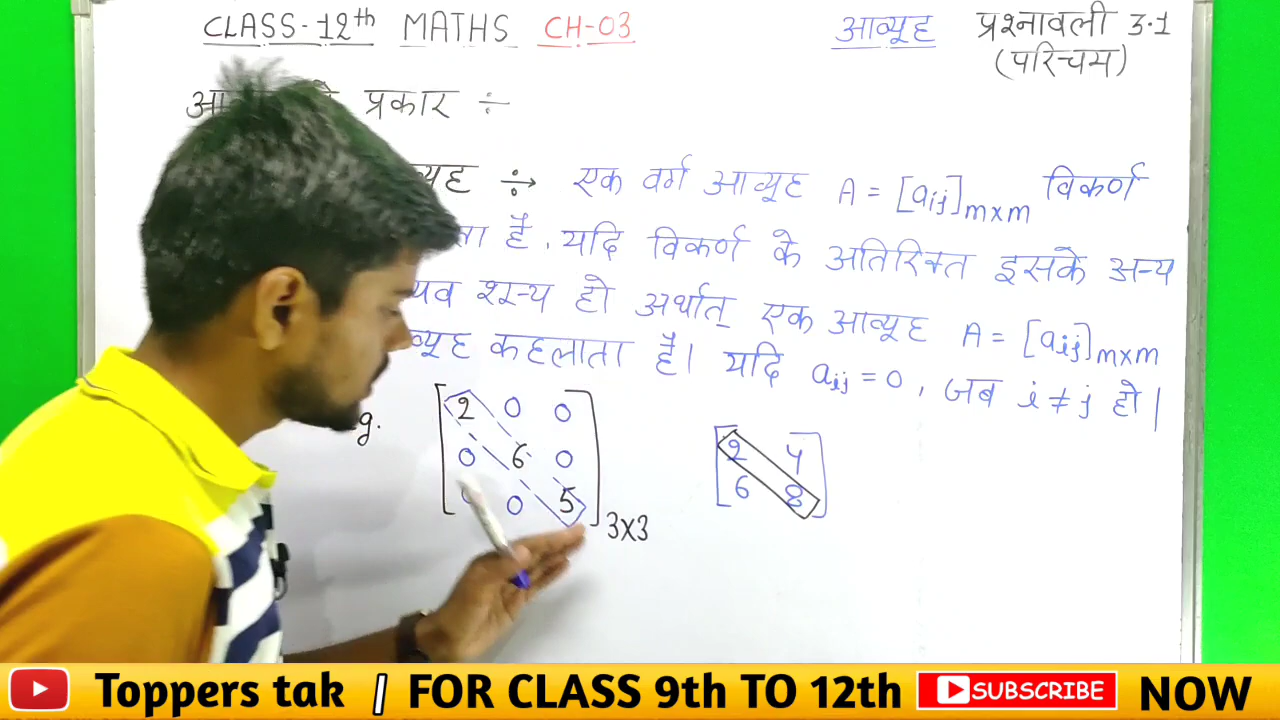 CLASS-12th MATHS CH-03 आव्यूह प्रश्नावली 3.1
(परिचय)
प्रकार ÷
÷→ एक वर्ग आव्यूह A = [aij]m×m विकर्ण
है, यदि विकर्ण के अतिरिक्त इसके अन्य
शून्य हो अर्थात् एक आव्यूह A = [aij]m×m
कहलाता है। यदि aij = 0, जब i ≠ j हो।
2 0 0
0 6 0
0 5
3×3
2 4
6 8
Toppers tak | FOR CLASS 9th TO 12th SUBSCRIBE NOW